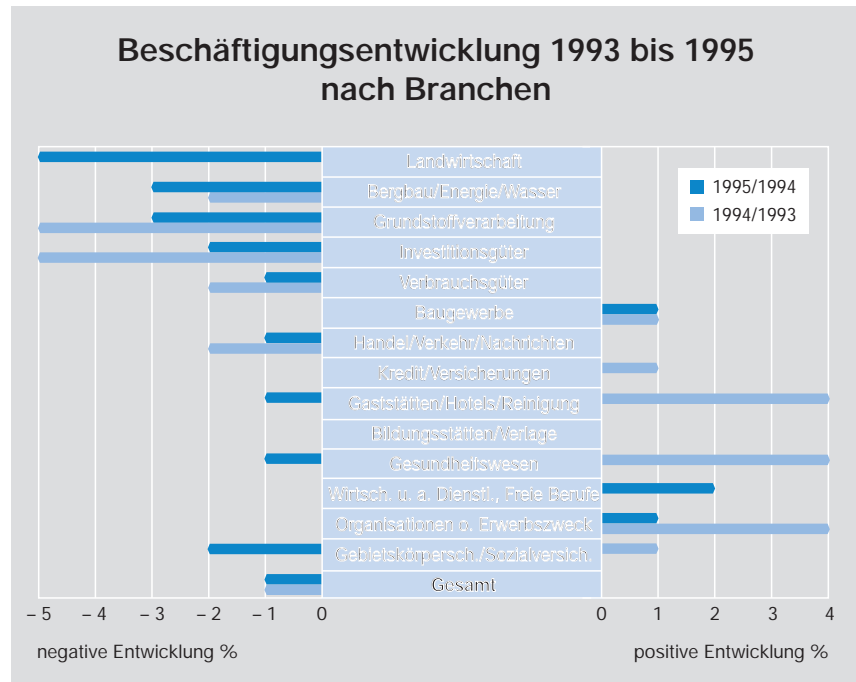 Beschäftigungsentwicklung 1993 bis 1995
nach Branchen
Landwirtschaft
Bergbau/Energie/Wasser
Grundstoffverarbeitung
Investitionsgüter
Verbrauchsgüter
Baugewerbe
Handel/Verkehr/Nachrichten
Kredit/Versicherungen
Gaststätten/Hotels/Reinigung
Bildungsstätten/Verlage
Gesundheitswesen
Wirtsch. u. a. Dienstl., Freie Berufe
Organisationen o. Erwerbszweck
Gebietskörpersch./Sozialversich.
Gesamt
1995/1994
1994/1993
– 5 – 4 – 3 – 2 – 1 0 0 1 2 3 4
negative Entwicklung % positive Entwicklung %